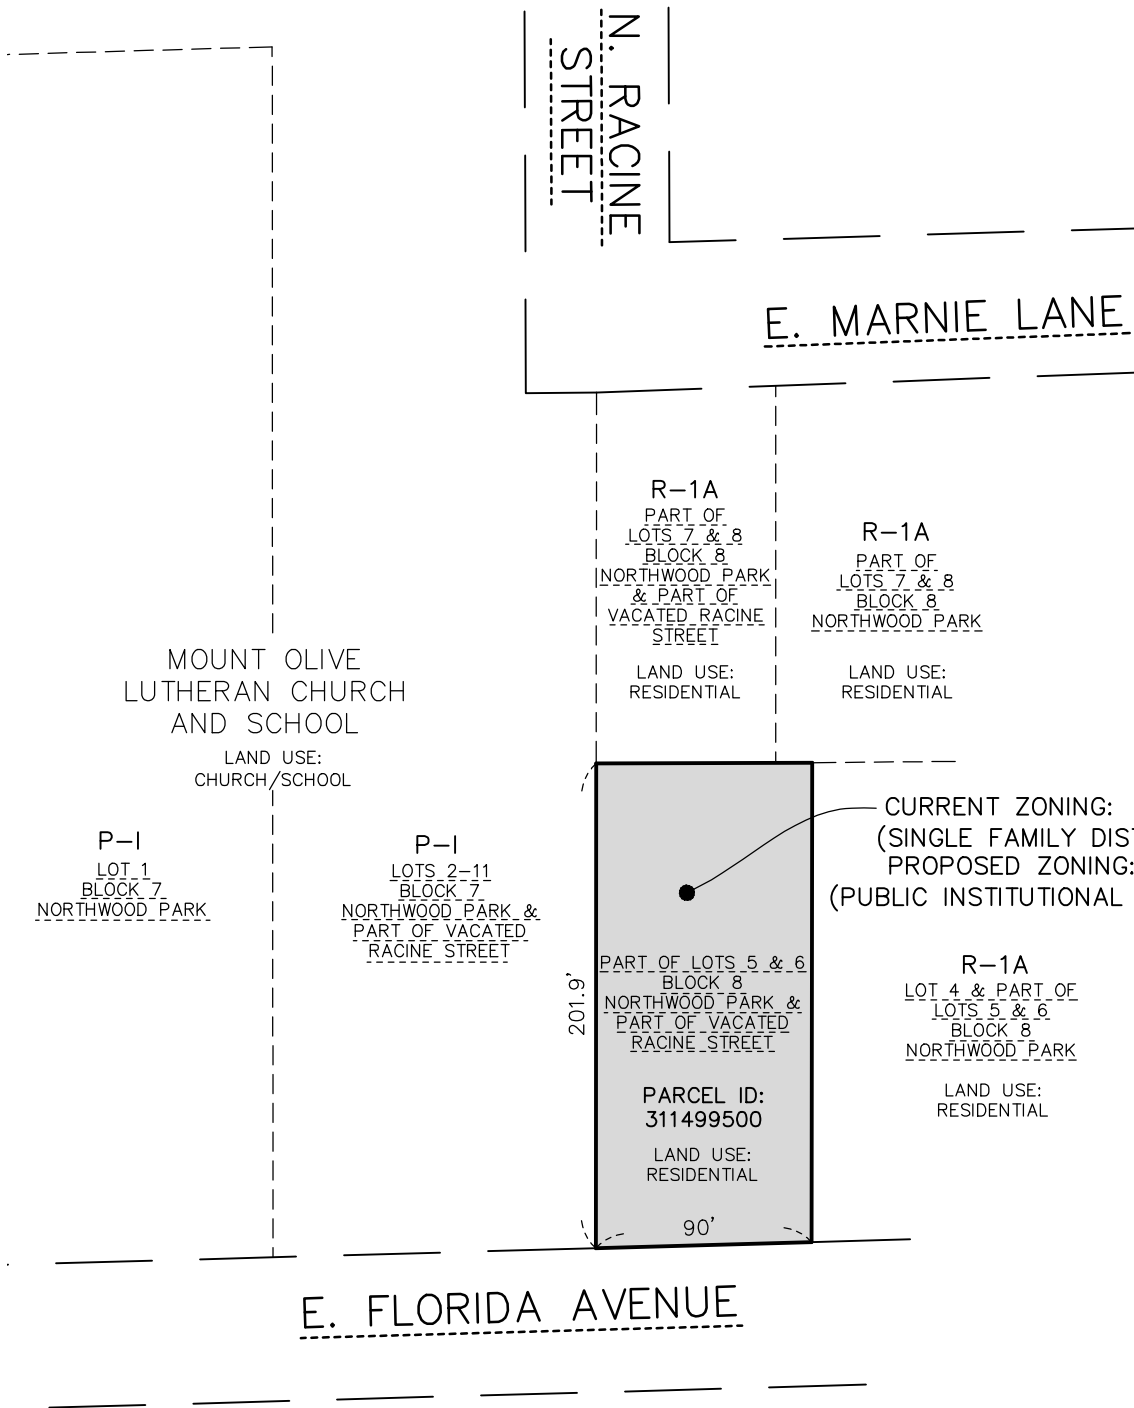 N. RACINE
STREET
E. MARNIE LANE
R-1A
PART OF
LOTS 7 & 8
BLOCK 8
NORTHWOOD PARK
& PART OF
VACATED RACINE
STREET
LAND USE:
RESIDENTIAL
R-1A
PART OF
LOTS 7 & 8
BLOCK 8
NORTHWOOD PARK
LAND USE:
RESIDENTIAL
MOUNT OLIVE
LUTHERAN CHURCH
AND SCHOOL
LAND USE:
CHURCH/SCHOOL
P-I
LOT 1
BLOCK 7
NORTHWOOD PARK
P-I
LOTS 2-11
BLOCK 7
NORTHWOOD PARK &
PART OF VACATED
RACINE STREET
CURRENT ZONING:
(SINGLE FAMILY DIST
PROPOSED ZONING:
(PUBLIC INSTITUTIONAL
201.9'
PART OF LOTS 5 & 6
BLOCK 8
NORTHWOOD PARK &
PART OF VACATED
RACINE STREET
PARCEL ID:
311499500
LAND USE:
RESIDENTIAL
90'
R-1A
LOT 4 & PART OF
LOTS 5 & 6
BLOCK 8
NORTHWOOD PARK
LAND USE:
RESIDENTIAL
E. FLORIDA AVENUE